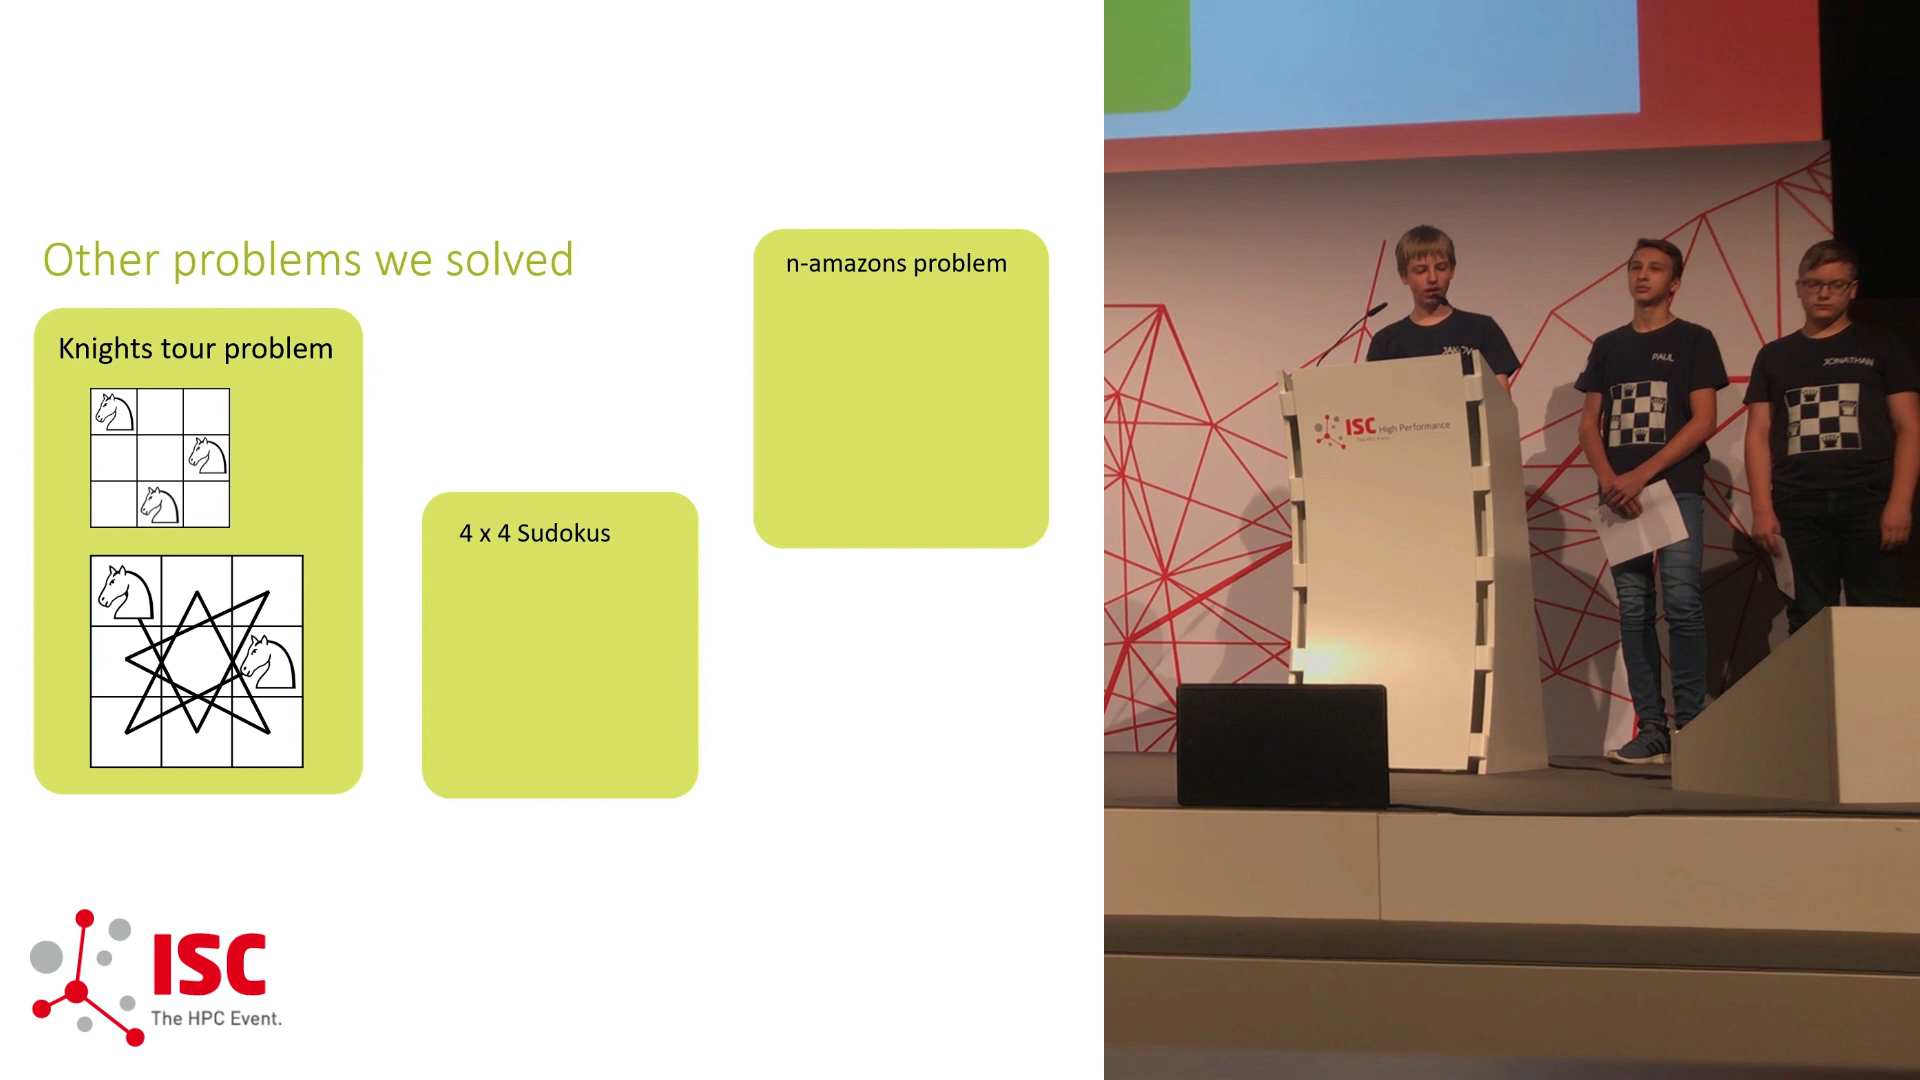 Other problems we solved
Knights tour problem
4 x 4 Sudokus
n-amazons problem
ISC
The HPC Event.
ISC High Performance
PAUL
JONATHAN